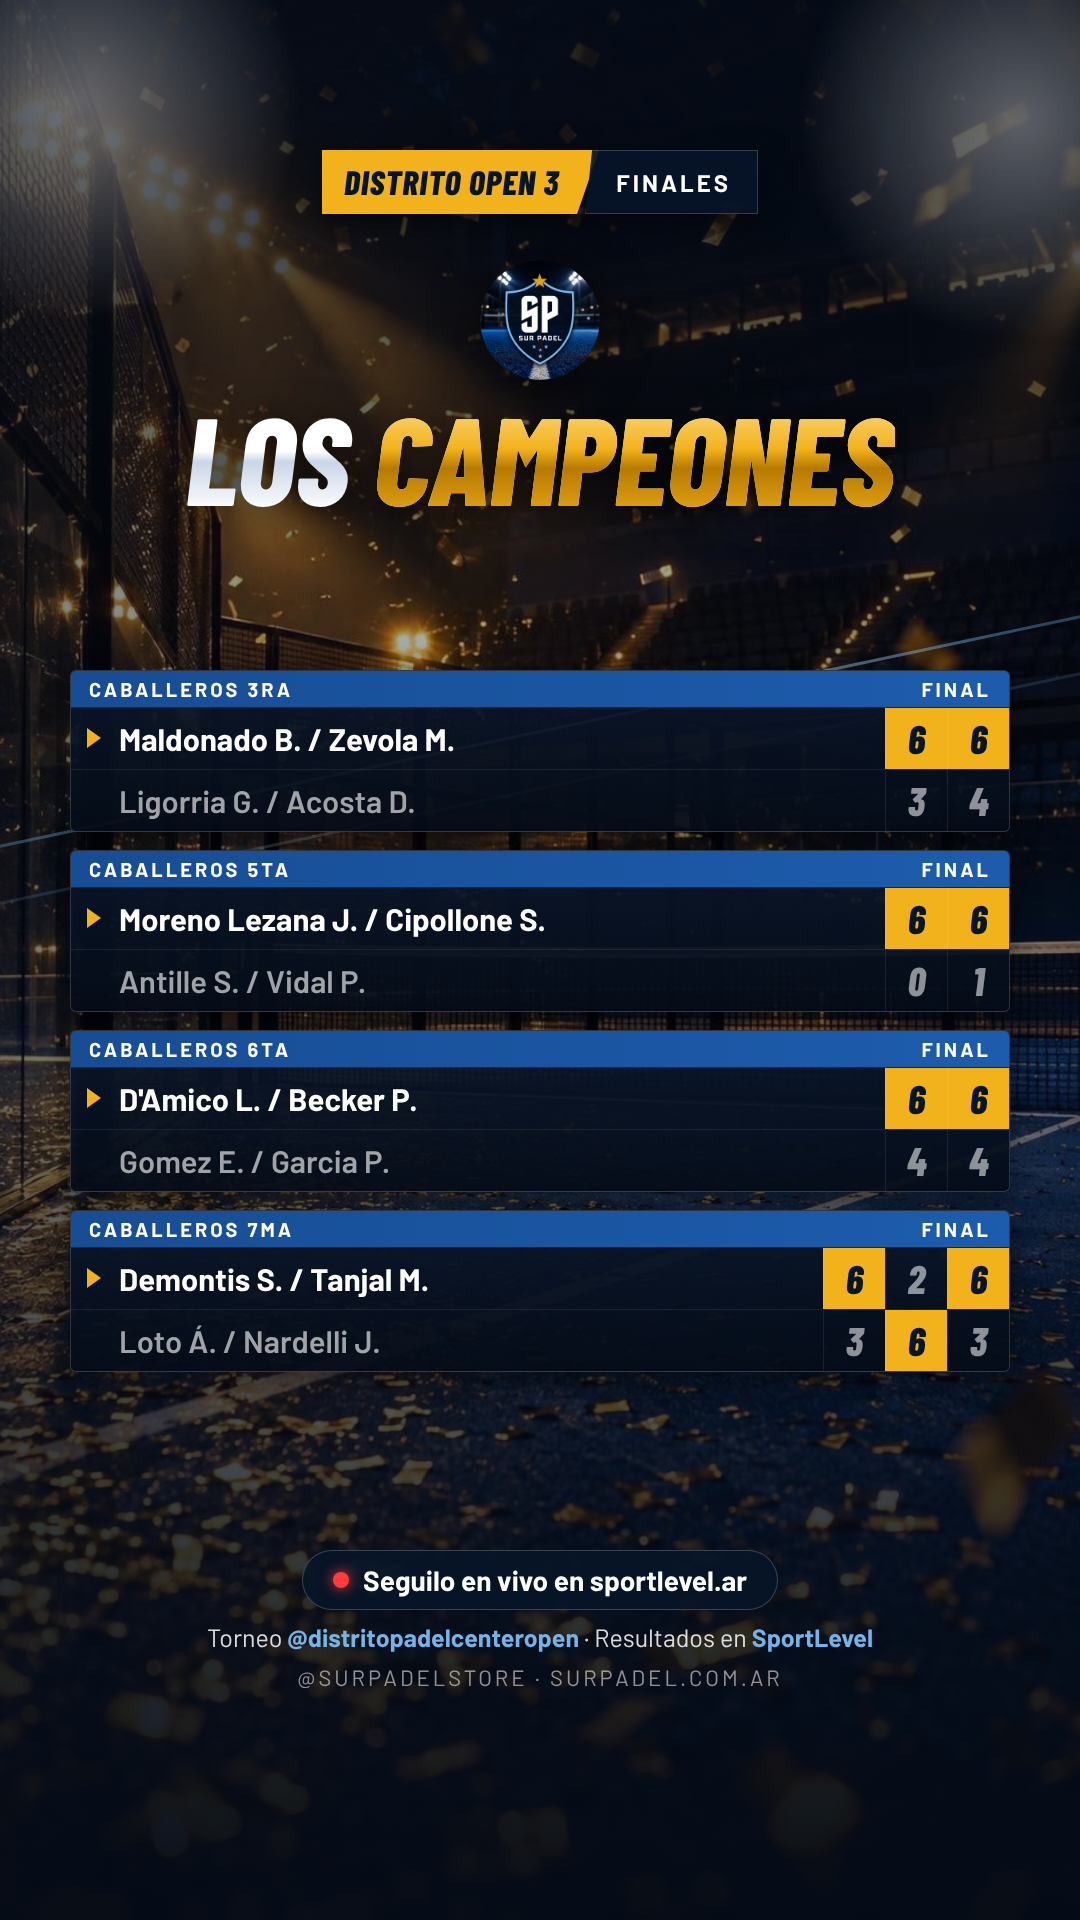 DISTRITO OPEN 3 FINALES
SP
SUR PADEL
LOS CAMPEONES
CABALLEROS 3RA FINAL
Maldonado B. / Zevola M. 6 6
Ligorria G. / Acosta D. 3 4
CABALLEROS 5TA FINAL
Moreno Lezana J. / Cipollone S. 6 6
Antille S. / Vidal P. 0 1
CABALLEROS 6TA FINAL
D'Amico L. / Becker P. 6 6
Gomez E. / Garcia P. 4 4
CABALLEROS 7MA FINAL
Demontis S. / Tanjal M. 6 2 6
Loto Á. / Nardelli J. 3 6 3
Seguilo en vivo en sportlevel.ar
Torneo @distritopadelcenteropen · Resultados en SportLevel
@SURPADELSTORE · SURPADEL.COM.AR